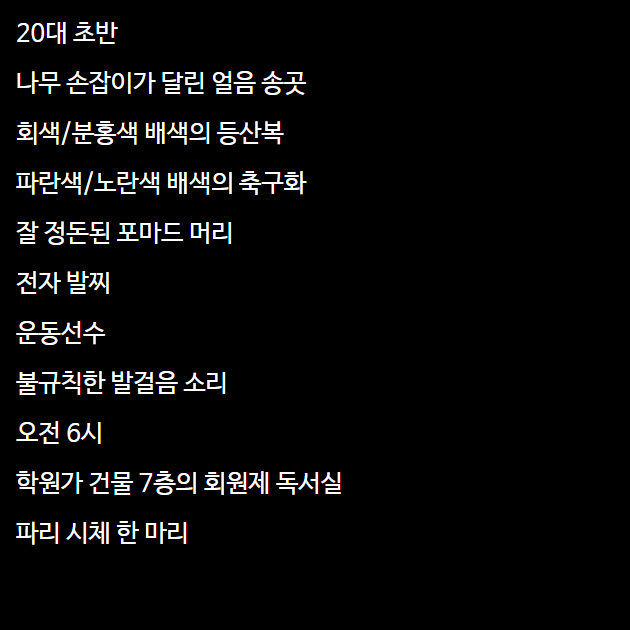 20대 초반
나무 손잡이가 달린 얼음 송곳
회색/분홍색 배색의 등산복
파란색/노란색 배색의 축구화
잘 정돈된 포마드 머리
전자 발찌
운동선수
불규칙한 발걸음 소리
오전 6시
학원가 건물 7층의 회원제 독서실
파리 시체 한 마리